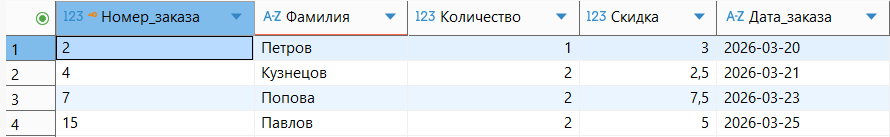 123 Номер_заказа A-Z Фамилия 123 Количество 123 Скидка A-Z Дата_заказа
1 2 Петров 1 3 2026-03-20
2 4 Кузнецов 2 2,5 2026-03-21
3 7 Попова 2 7,5 2026-03-23
4 15 Павлов 2 5 2026-03-25